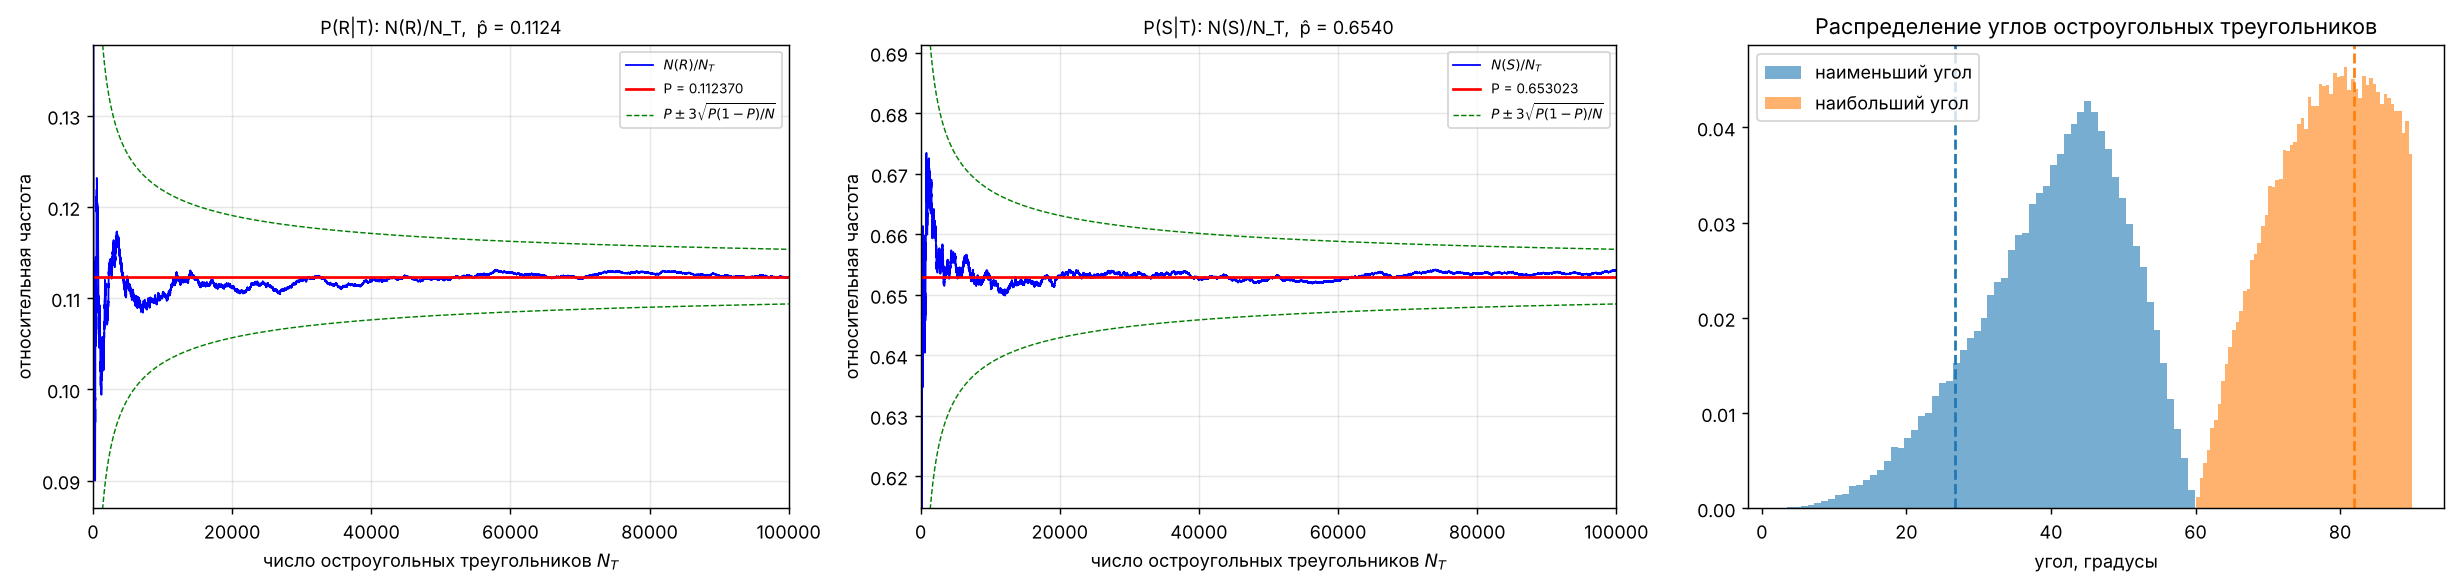 P(R|T): N(R)/N_T, p̂ = 0.1124
N(R)/N_T
P = 0.112370
P ± 3√P(1 − P)/N
0.13
0.12
0.11
0.10
0.09
относительная частота
0
20000
40000
60000
80000
100000
число остроугольных треугольников N_T
P(S|T): N(S)/N_T, p̂ = 0.6540
N(S)/N_T
P = 0.653023
P ± 3√P(1 − P)/N
0.69
0.68
0.67
0.66
0.65
0.64
0.63
0.62
относительная частота
0
20000
40000
60000
80000
100000
число остроугольных треугольников N_T
Распределение углов остроугольных треугольников
наименьший угол
наибольший угол
0.04
0.03
0.02
0.01
0.00
0
20
40
60
80
угол, градусы